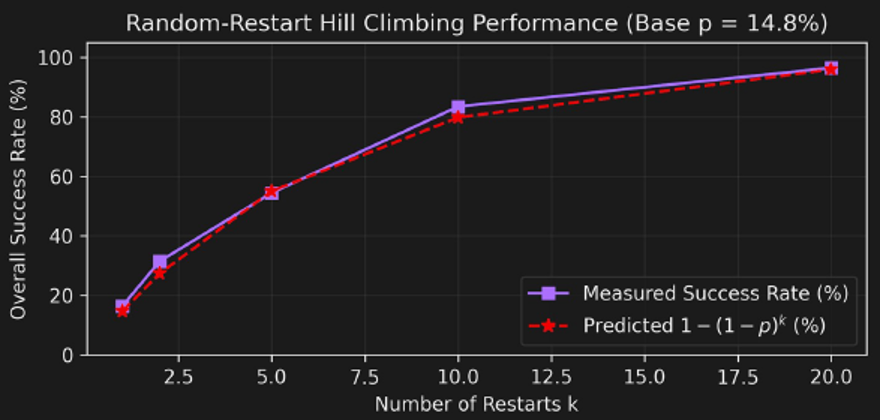 Random-Restart Hill Climbing Performance (Base p = 14.8%)
Overall Success Rate (%)
100
80
60
40
20
0
Measured Success Rate (%)
Predicted 1 − (1 − p)^k (%)
2.5 5.0 7.5 10.0 12.5 15.0 17.5 20.0
Number of Restarts k